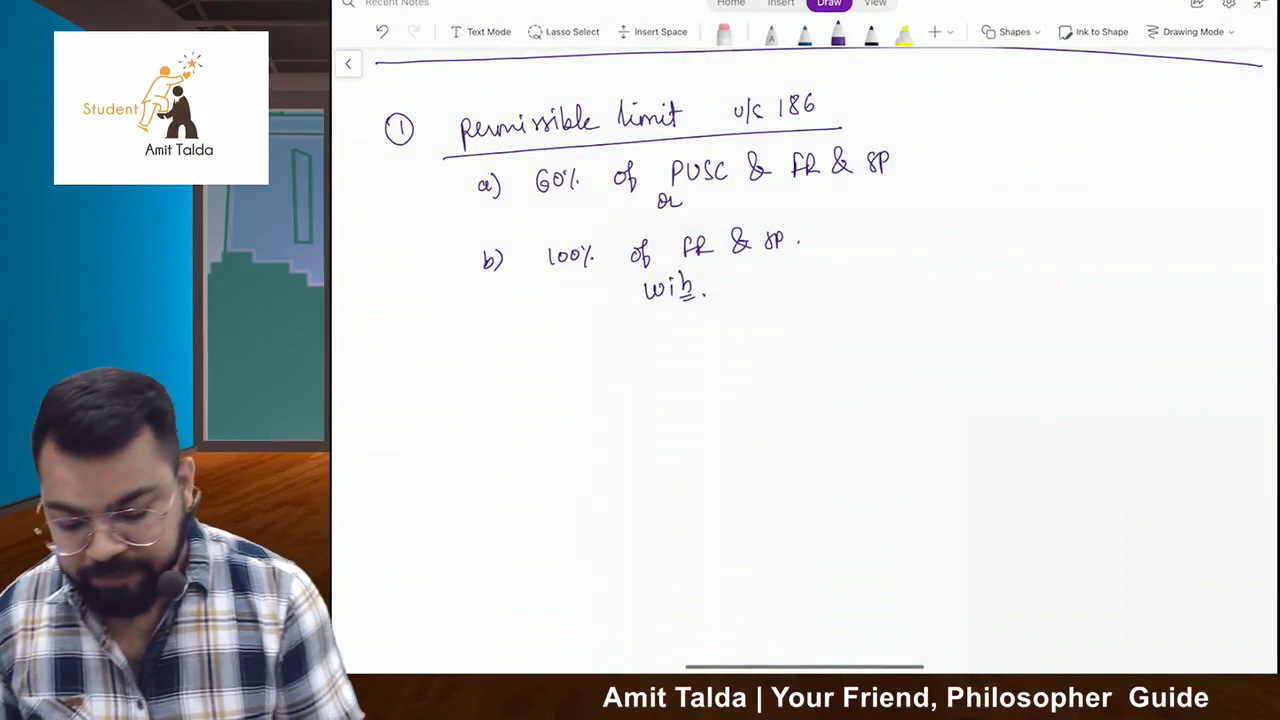 Recent Notes
Home Insert Draw View
Text Mode Lasso Select Insert Space Shapes Ink to Shape Drawing Mode
Student
Amit Talda
① Permissible limit u/s 186
a) 60% of PUSC & FR & SP
or
b) 100% of FR & SP.
wih.
Amit Talda | Your Friend, Philosopher Guide